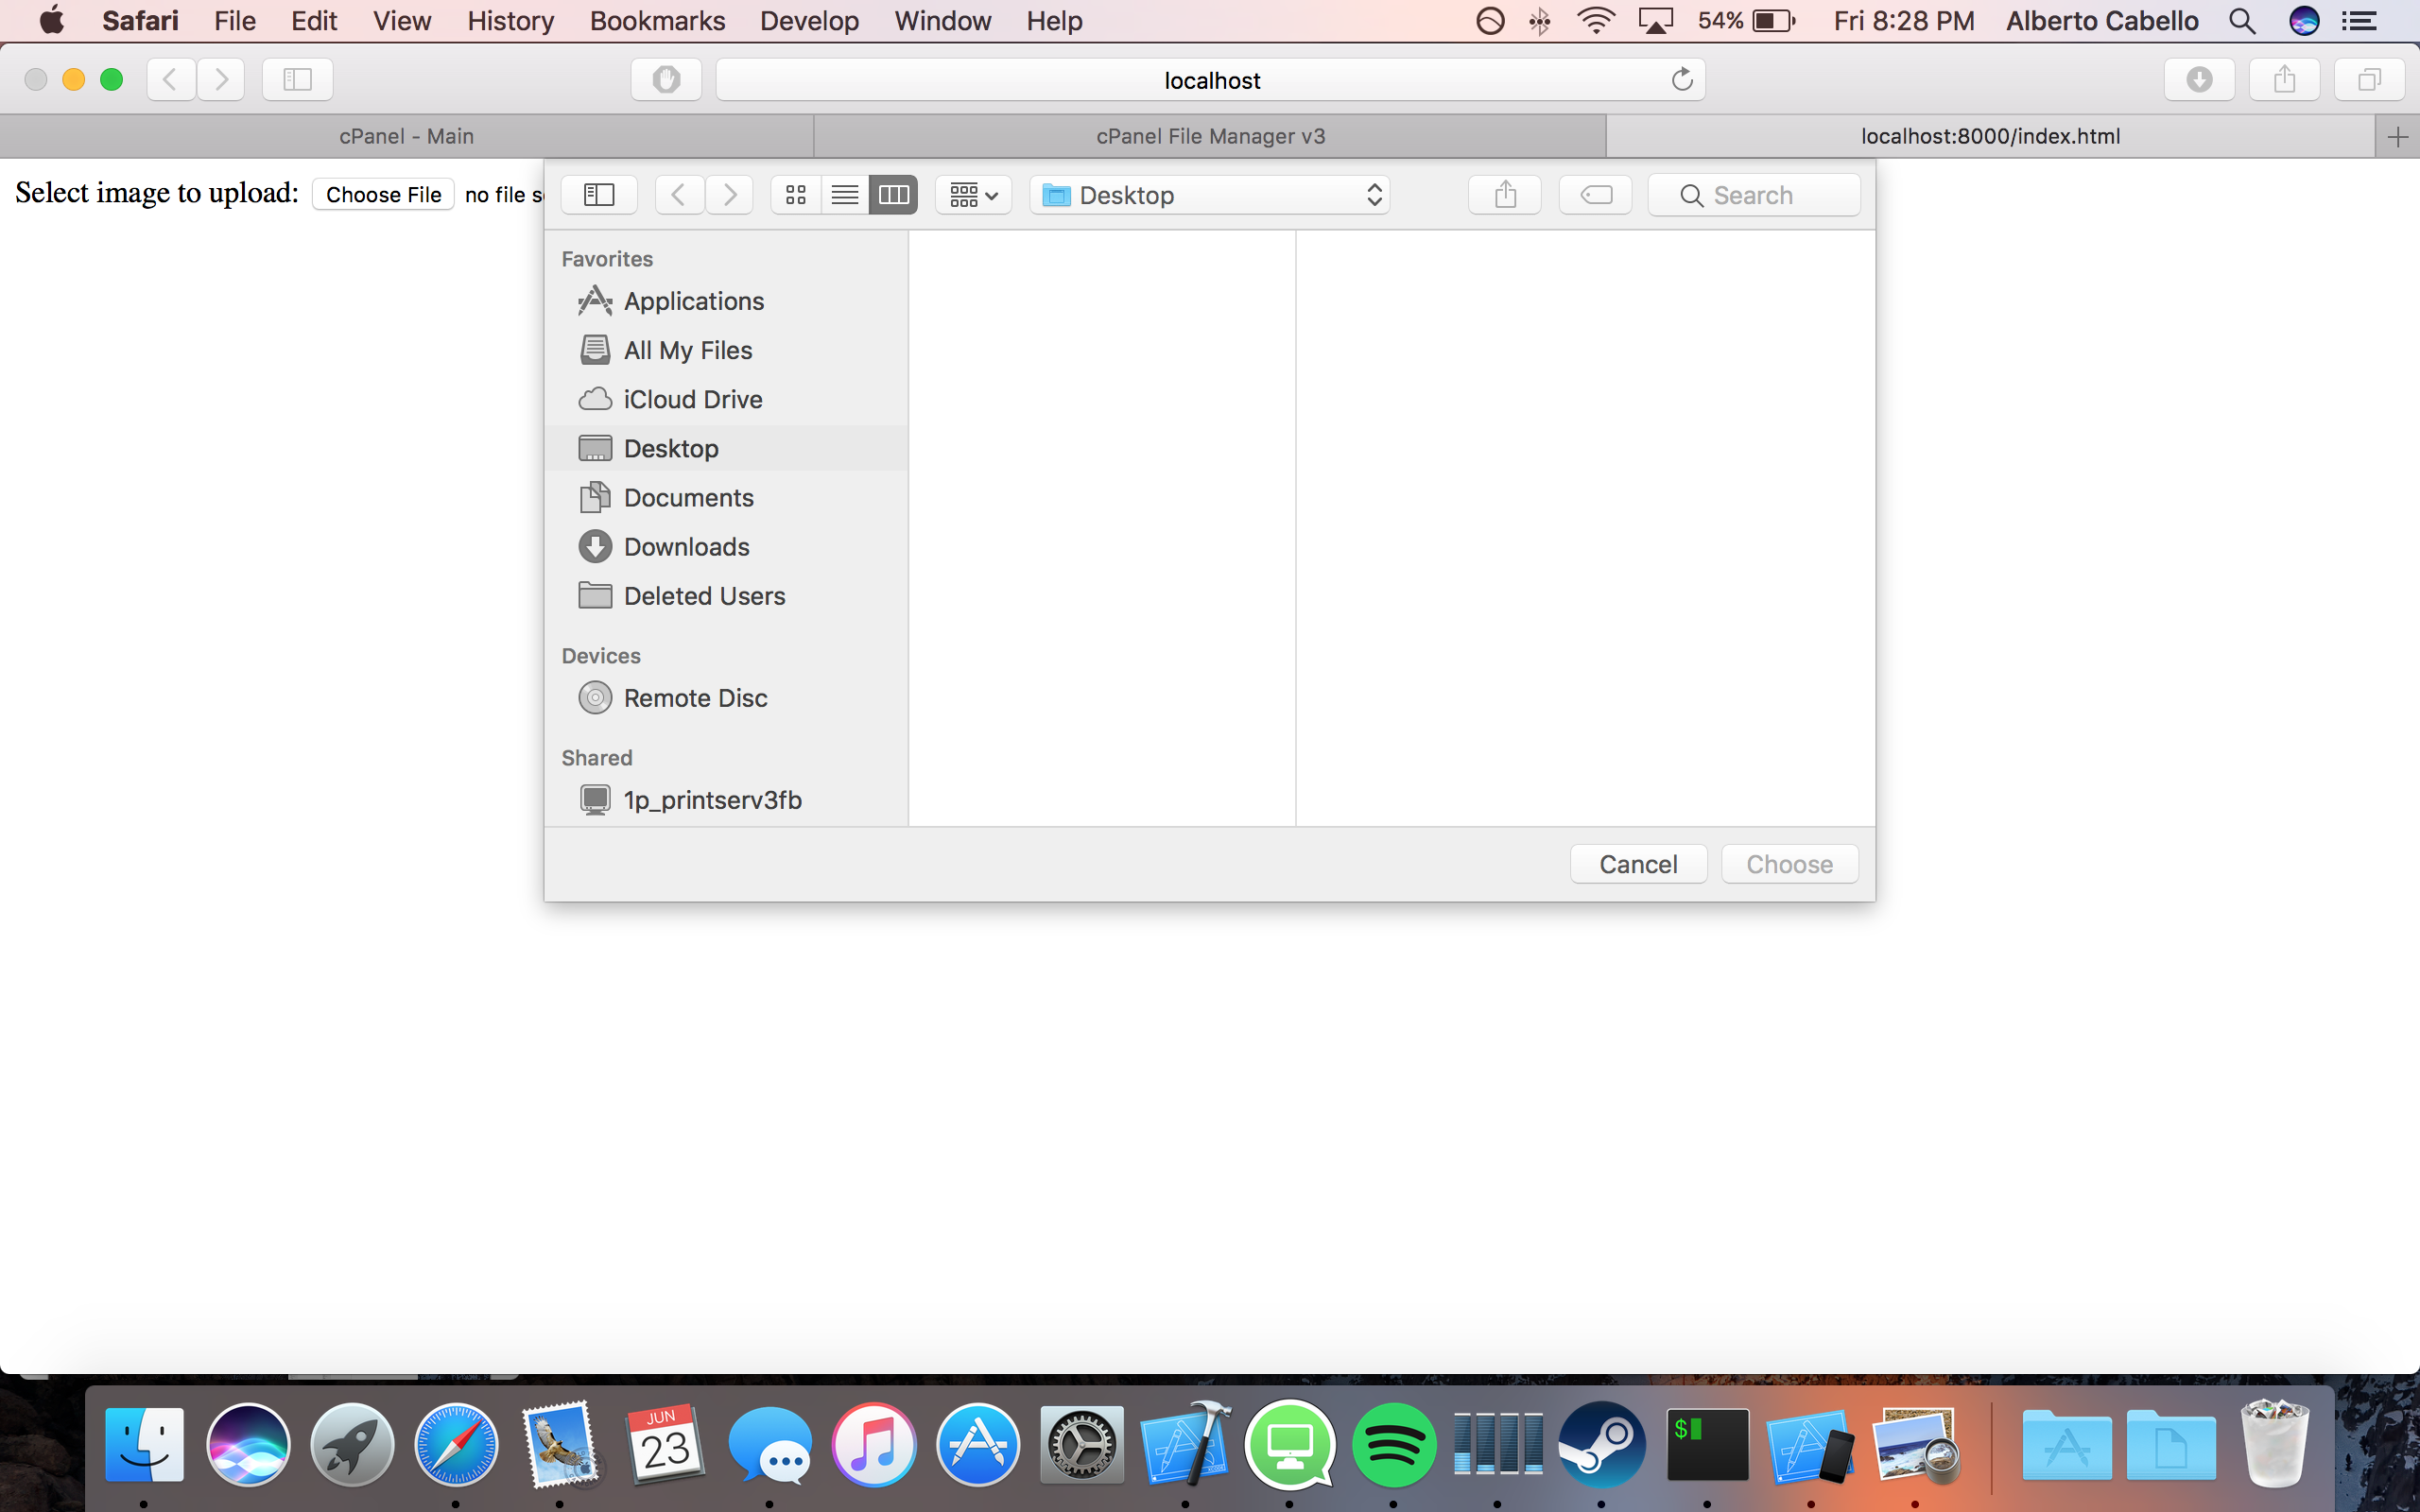 Safari File Edit View History Bookmarks Develop Window Help 54% Fri 8:28 PM Alberto Cabello
localhost
cPanel - Main cPanel File Manager v3 localhost:8000/index.html
Select image to upload: Choose File no file s
Desktop Search
Favorites
Applications
All My Files
iCloud Drive
Desktop
Documents
Downloads
Deleted Users
Devices
Remote Disc
Shared
1p_printserv3fb
Cancel Choose
JUN
23
$